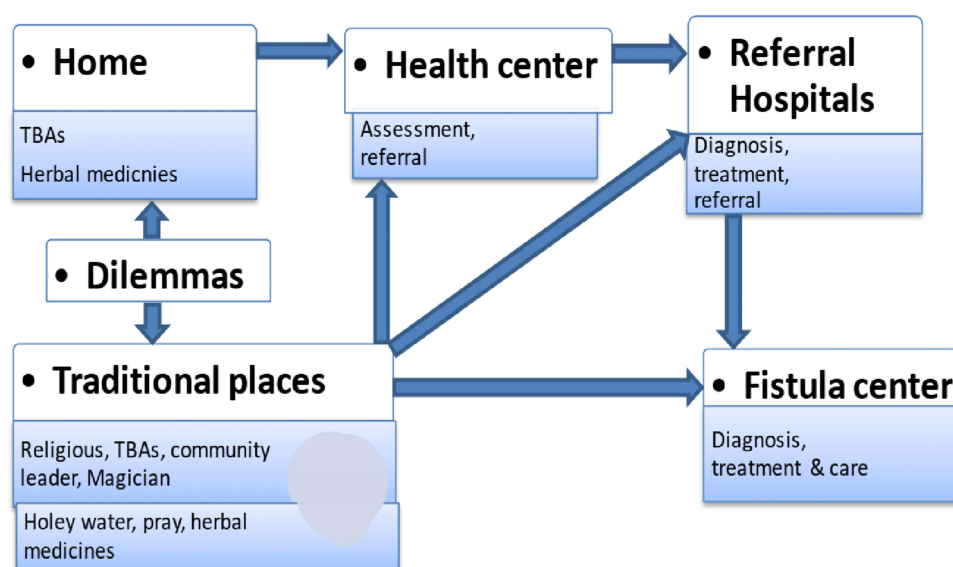 • Home
TBAs
Herbal medicnies
• Health center
Assessment,
referral
• Referral
Hospitals
Diagnosis,
treatment,
referral
• Dilemmas
• Traditional places
Religious, TBAs, community
leader, Magician
Holey water, pray, herbal
medicines
• Fistula center
Diagnosis,
treatment & care